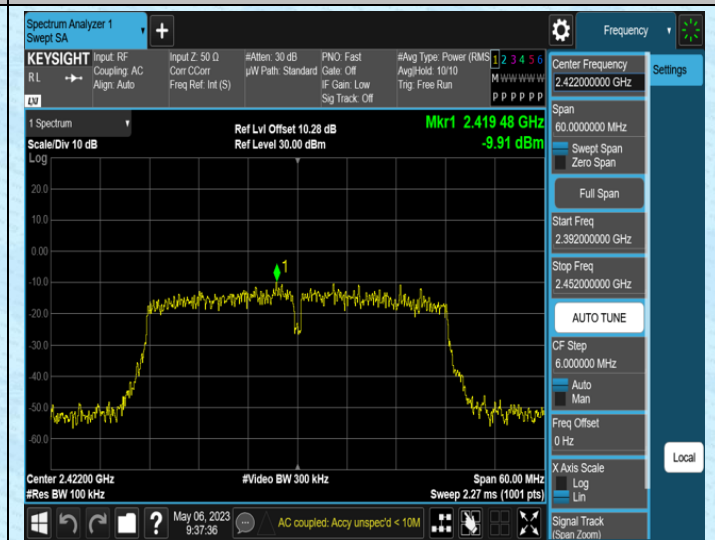 Spectrum Analyzer 1
Swept SA
+
Frequency
KEYSIGHT
R L
LXI
Input: RF
Coupling: AC
Align: Auto
Input Z: 50 Ω
Corr CCorr
Freq Ref: Int (S)
#Atten: 30 dB
µW Path: Standard
PNO: Fast
Gate: Off
IF Gain: Low
Sig Track: Off
#Avg Type: Power (RMS
Avg|Hold: 10/10
Trig: Free Run
1 2 3 4 5 6
M W W W W W
P P P P P P
1 Spectrum
Scale/Div 10 dB
Log
Ref Lvl Offset 10.28 dB
Ref Level 30.00 dBm
Mkr1 2.419 48 GHz
-9.91 dBm
20.0
10.0
0.00
-10.0
-20.0
-30.0
-40.0
-50.0
-60.0
1
Center 2.42200 GHz
#Res BW 100 kHz
#Video BW 300 kHz
Span 60.00 MHz
Sweep 2.27 ms (1001 pts)
Center Frequency
2.422000000 GHz
Span
60.0000000 MHz
Swept Span
Zero Span
Full Span
Start Freq
2.392000000 GHz
Stop Freq
2.452000000 GHz
AUTO TUNE
CF Step
6.000000 MHz
Auto
Man
Freq Offset
0 Hz
X Axis Scale
Log
Lin
Signal Track
(Span Zoom)
Settings
Local
?
May 06, 2023
9:37:36
AC coupled: Accy unspec'd < 10M